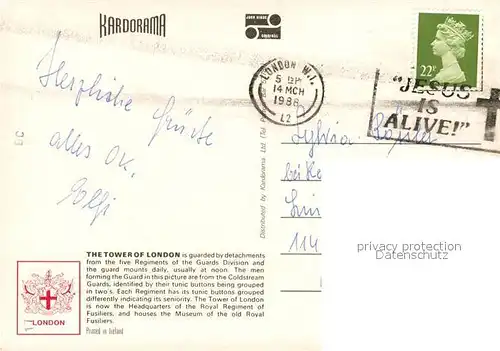 KARDORAMA
LONDON W.1.
5 PM
14 MCH
1988
L2
22P
"JESUS
IS
ALIVE!"
Herzliche Grüße
alles OK.
Elfi
Sylvia
bei
114
Distributed by Kardorama Ltd.
privacy protection
Datenschutz
THE TOWER OF LONDON is guarded by detachments
from the five Regiments of the Guards Division and
the guard mounts daily, usually at noon. The men
forming the Guard in this picture are from the Coldstream
Guards, identified by their tunic buttons being grouped
in two's. Each Regiment has its tunic buttons grouped
differently indicating its seniority. The Tower of London
is now the Headquarters of the Royal Regiment of
Fusiliers, and houses the Museum of the old Royal
Fusiliers.
Printed in Ireland
LONDON